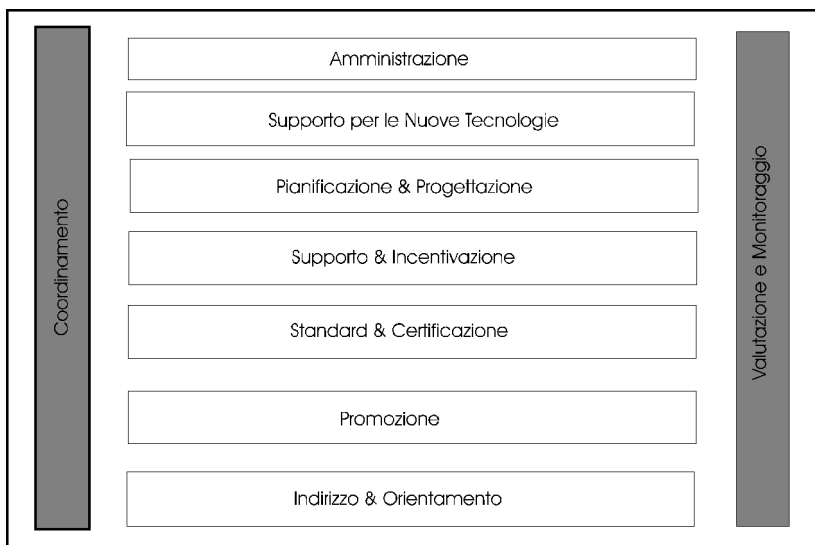 Coordinamento
Amministrazione
Supporto per le Nuove Tecnologie
Pianificazione & Progettazione
Supporto & Incentivazione
Standard & Certificazione
Promozione
Indirizzo & Orientamento
Valutazione e Monitoraggio